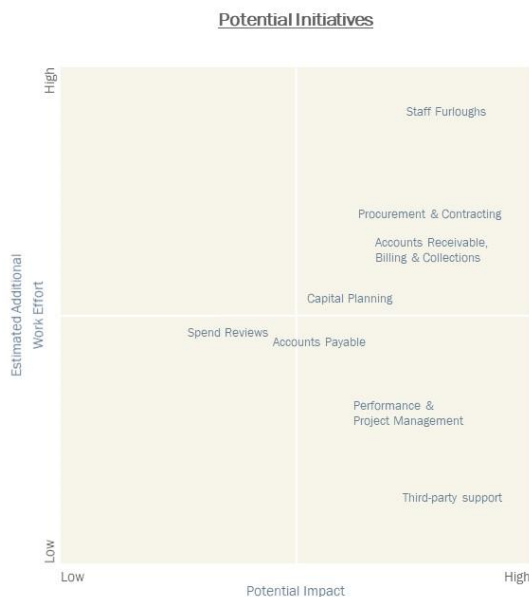 Potential Initiatives
High
Staff Furloughs
Procurement & Contracting
Accounts Receivable,
Billing & Collections
Estimated Additional
Work Effort
Capital Planning
Spend Reviews
Accounts Payable
Performance &
Project Management
Third-party support
Low
Low
High
Potential Impact